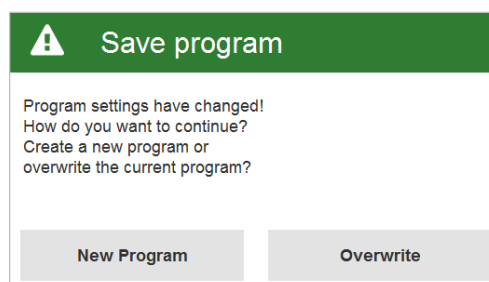 Save program
Program settings have changed!
How do you want to continue?
Create a new program or
overwrite the current program?
New Program
Overwrite